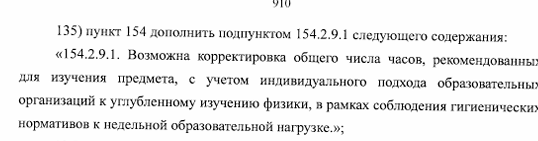 910
135) пункт 154 дополнить подпунктом 154.2.9.1 следующего содержания:
«154.2.9.1. Возможна корректировка общего числа часов, рекомендованных
для изучения предмета, с учетом индивидуального подхода образовательных
организаций к углубленному изучению физики, в рамках соблюдения гигиенических
нормативов к недельной образовательной нагрузке.»;